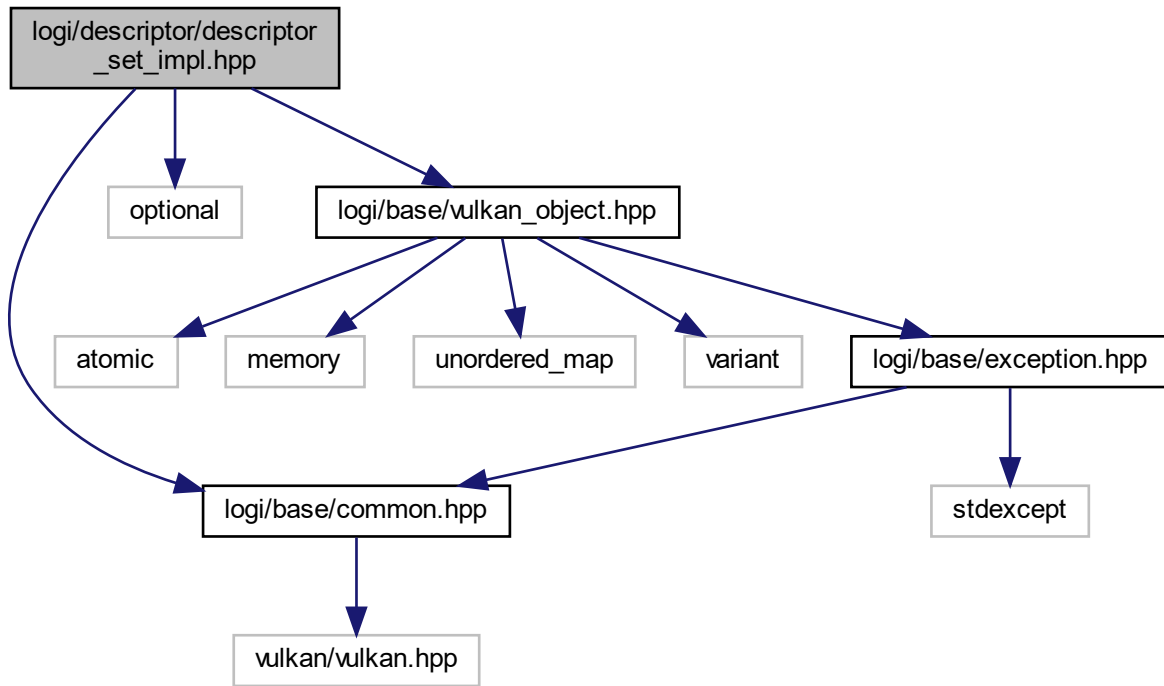 logi/descriptor/descriptor
_set_impl.hpp
optional
logi/base/vulkan_object.hpp
atomic
memory
unordered_map
variant
logi/base/exception.hpp
logi/base/common.hpp
stdexcept
vulkan/vulkan.hpp